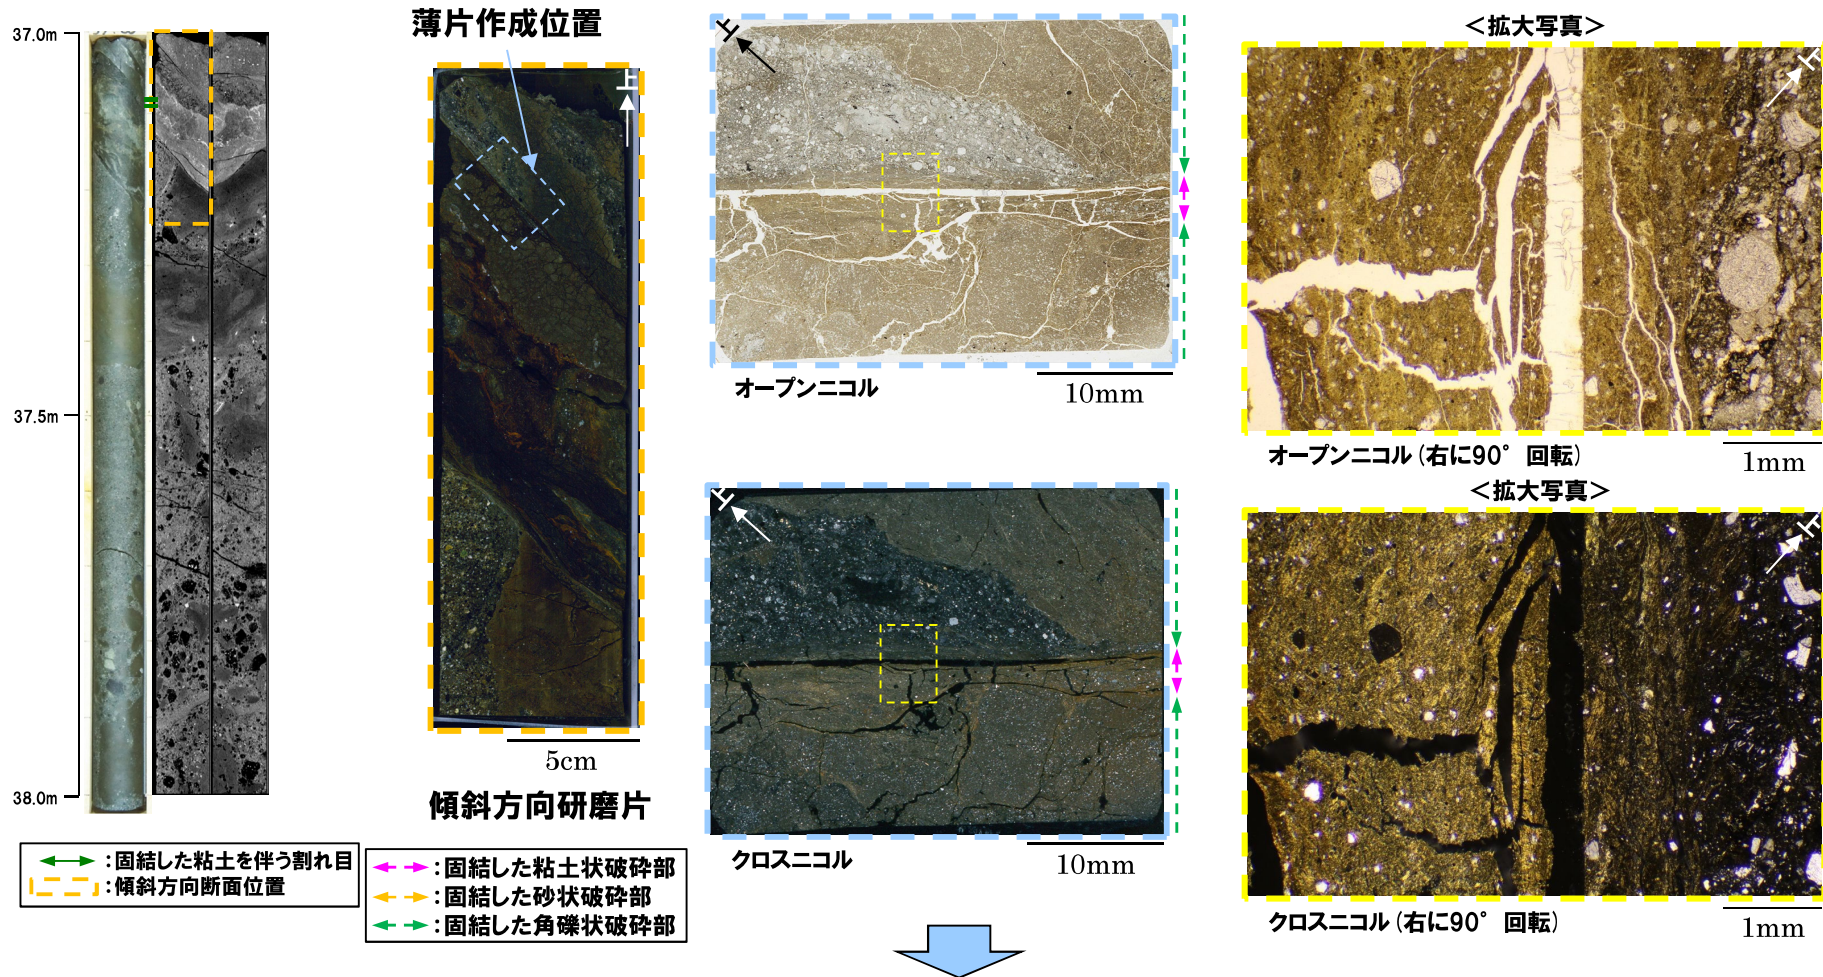 37.0m
37.5m
38.0m
:固結した粘土を伴う割れ目
:傾斜方向断面位置
薄片作成位置
上
5cm
傾斜方向研磨片
:固結した粘土状破砕部
:固結した砂状破砕部
:固結した角礫状破砕部
上
オープンニコル
10mm
上
クロスニコル
10mm
<拡大写真>
上
オープンニコル(右に90°回転)
1mm
<拡大写真>
上
クロスニコル(右に90°回転)
1mm